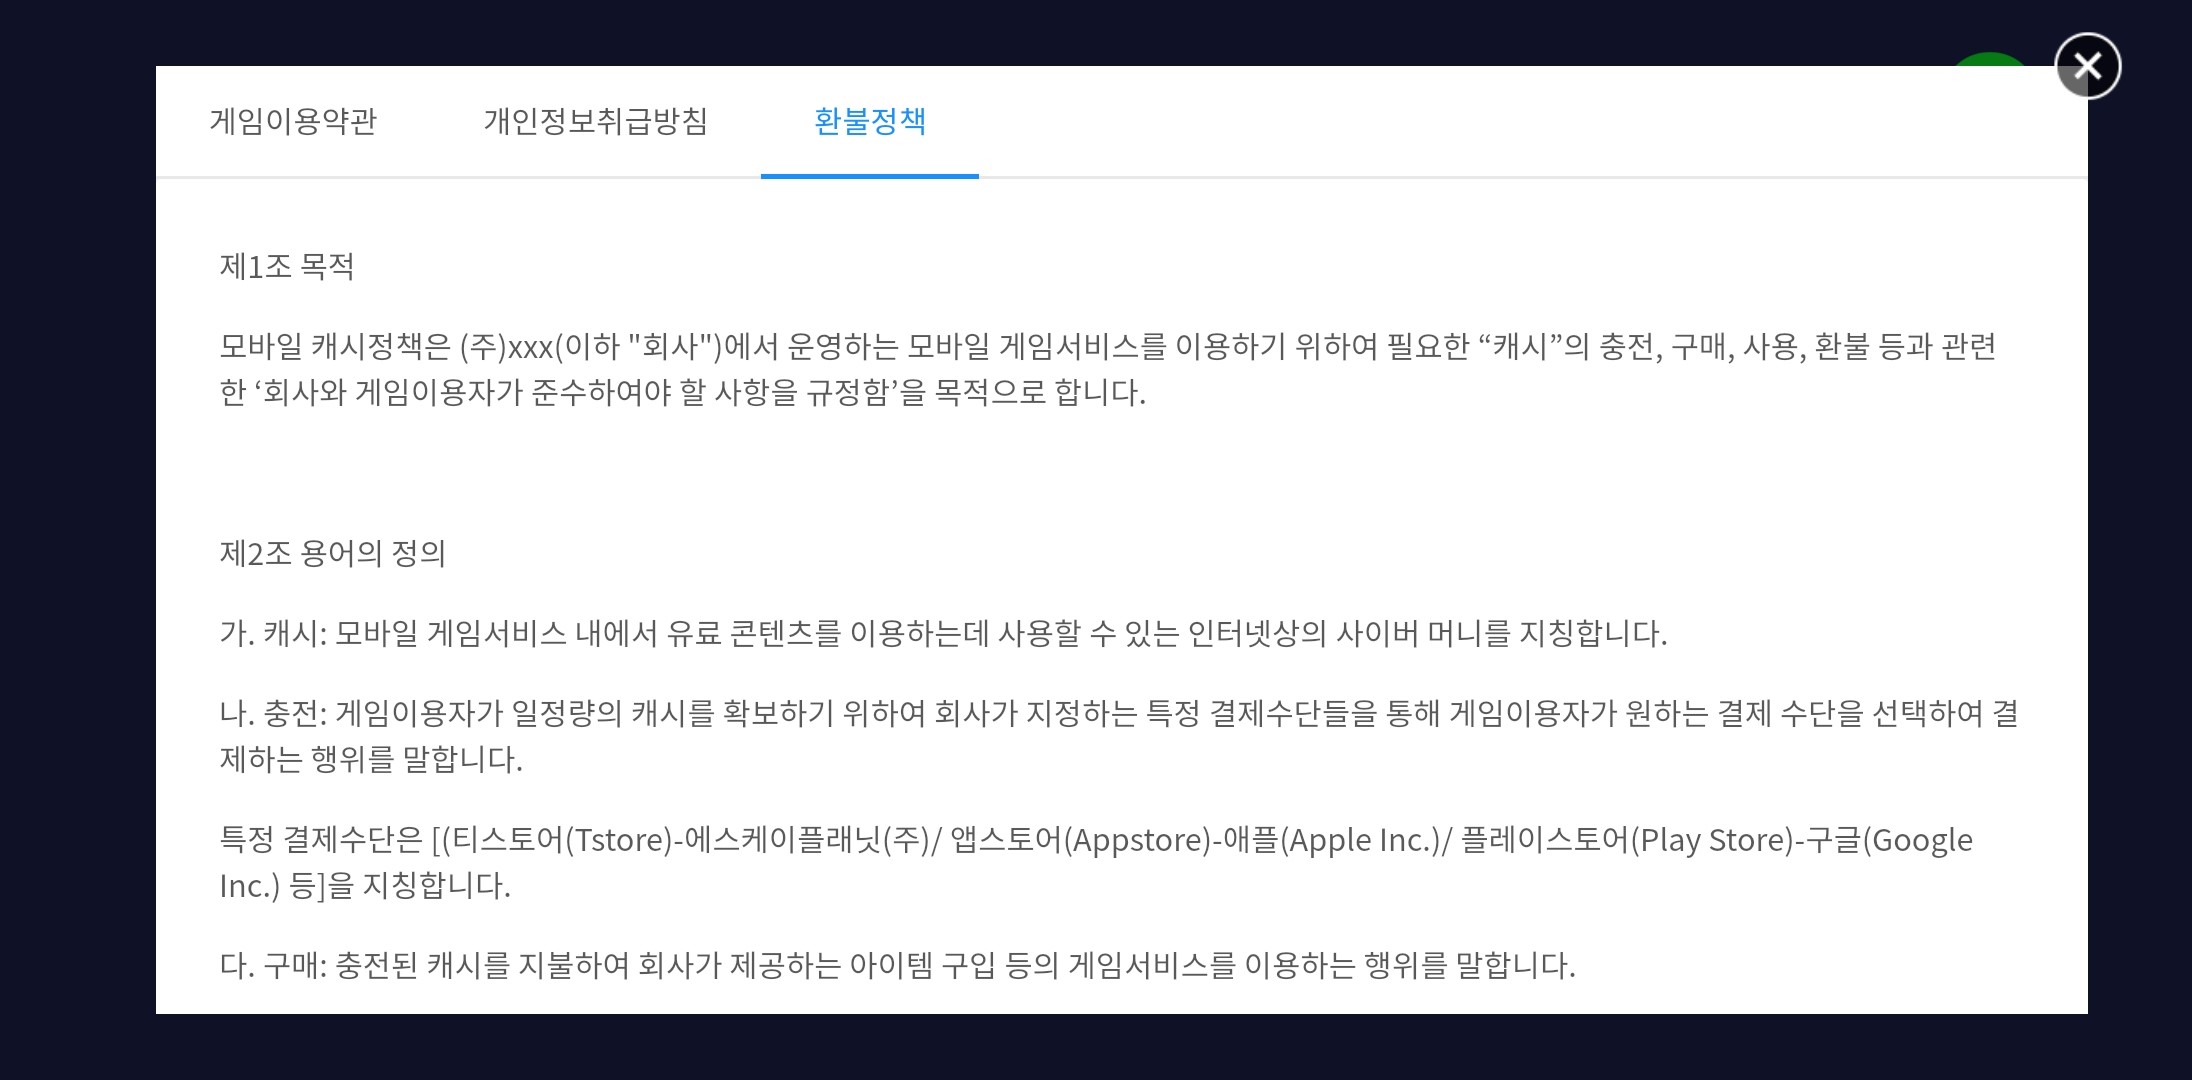 게임이용약관 개인정보취급방침 환불정책
제1조 목적
모바일 캐시정책은 (주)xxx(이하 "회사")에서 운영하는 모바일 게임서비스를 이용하기 위하여 필요한 “캐시”의 충전, 구매, 사용, 환불 등과 관련
한 ‘회사와 게임이용자가 준수하여야 할 사항을 규정함’을 목적으로 합니다.
제2조 용어의 정의
가. 캐시: 모바일 게임서비스 내에서 유료 콘텐츠를 이용하는데 사용할 수 있는 인터넷상의 사이버 머니를 지칭합니다.
나. 충전: 게임이용자가 일정량의 캐시를 확보하기 위하여 회사가 지정하는 특정 결제수단들을 통해 게임이용자가 원하는 결제 수단을 선택하여 결
제하는 행위를 말합니다.
특정 결제수단은 [(티스토어(Tstore)-에스케이플래닛(주)/ 앱스토어(Appstore)-애플(Apple Inc.)/ 플레이스토어(Play Store)-구글(Google
Inc.) 등]을 지칭합니다.
다. 구매: 충전된 캐시를 지불하여 회사가 제공하는 아이템 구입 등의 게임서비스를 이용하는 행위를 말합니다.